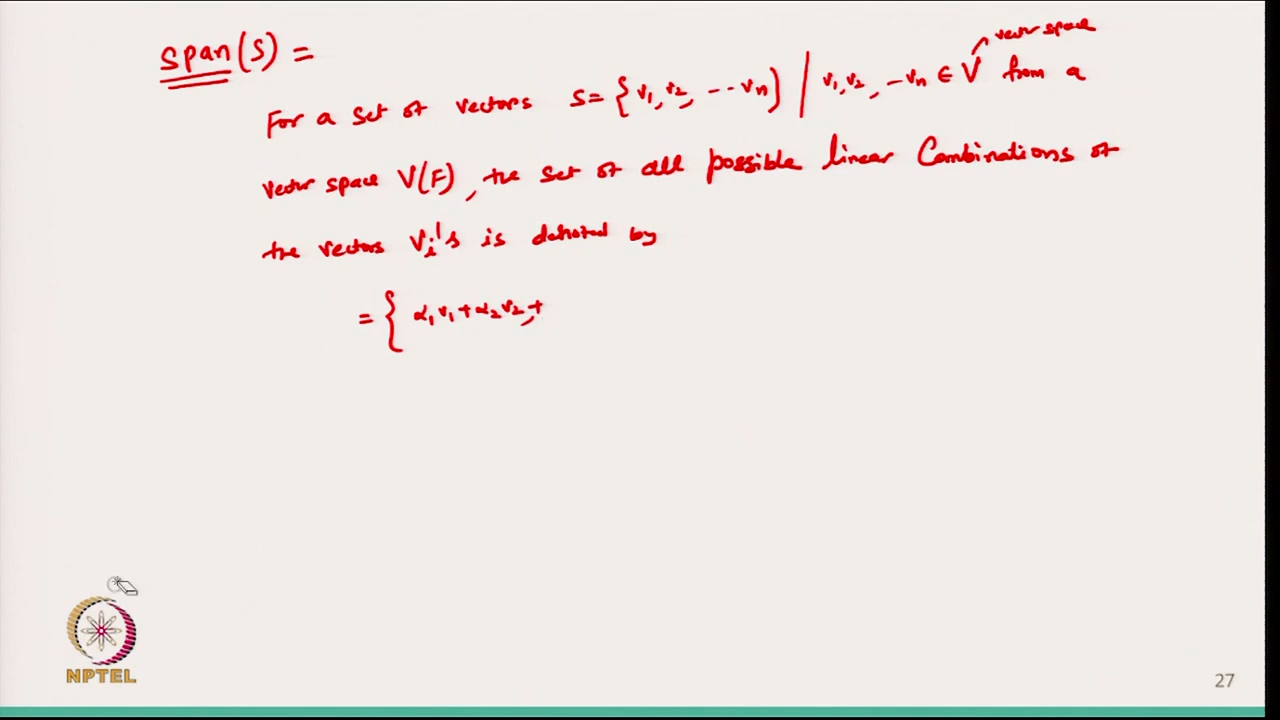 span(S) =
vector space
For a set of vectors S = { v₁, v₂, -- vₙ } | v₁, v₂, - vₙ ∈ V from a
vector space V(F), the set of all possible linear Combinations of
the vectors vᵢ's is denoted by
= { α₁v₁ + α₂v₂, +
NPTEL
27